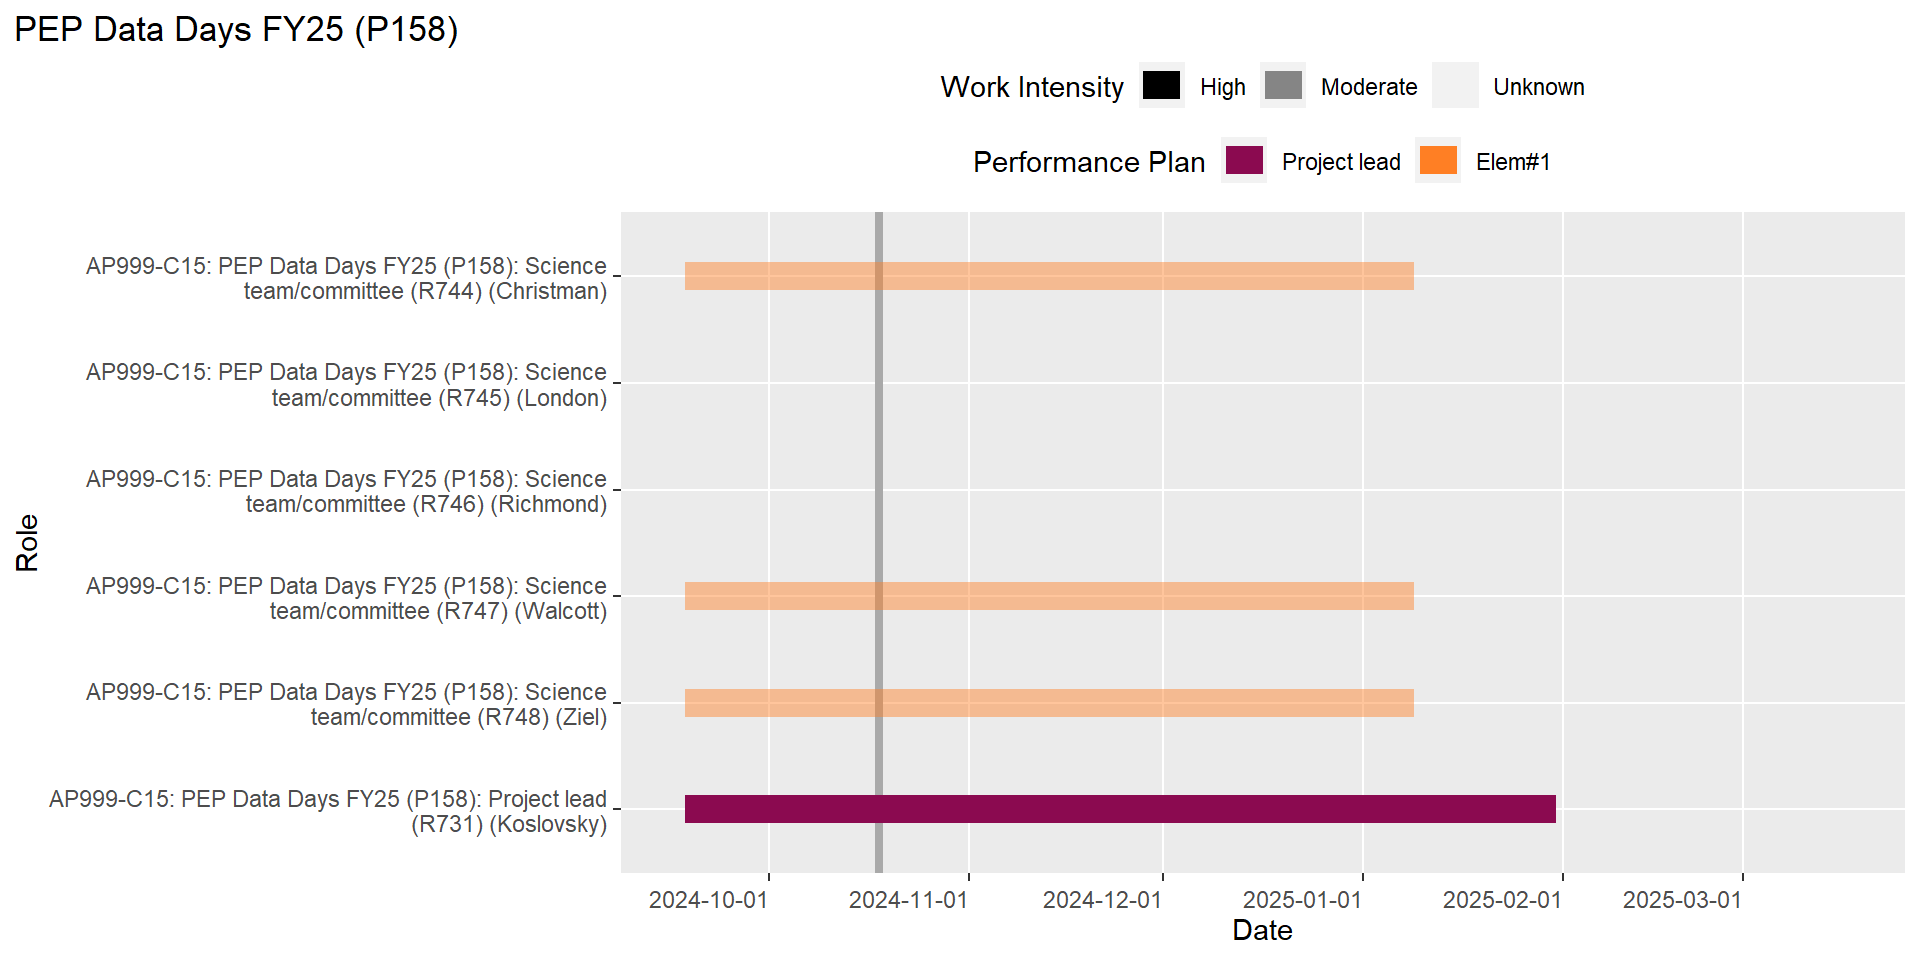 PEP Data Days FY25 (P158)
Work Intensity High Moderate Unknown
Performance Plan Project lead Elem#1
AP999-C15: PEP Data Days FY25 (P158): Science
team/committee (R744) (Christman)
AP999-C15: PEP Data Days FY25 (P158): Science
team/committee (R745) (London)
AP999-C15: PEP Data Days FY25 (P158): Science
team/committee (R746) (Richmond)
AP999-C15: PEP Data Days FY25 (P158): Science
team/committee (R747) (Walcott)
AP999-C15: PEP Data Days FY25 (P158): Science
team/committee (R748) (Ziel)
AP999-C15: PEP Data Days FY25 (P158): Project lead
(R731) (Koslovsky)
Role
2024-10-01 2024-11-01 2024-12-01 2025-01-01 2025-02-01 2025-03-01
Date